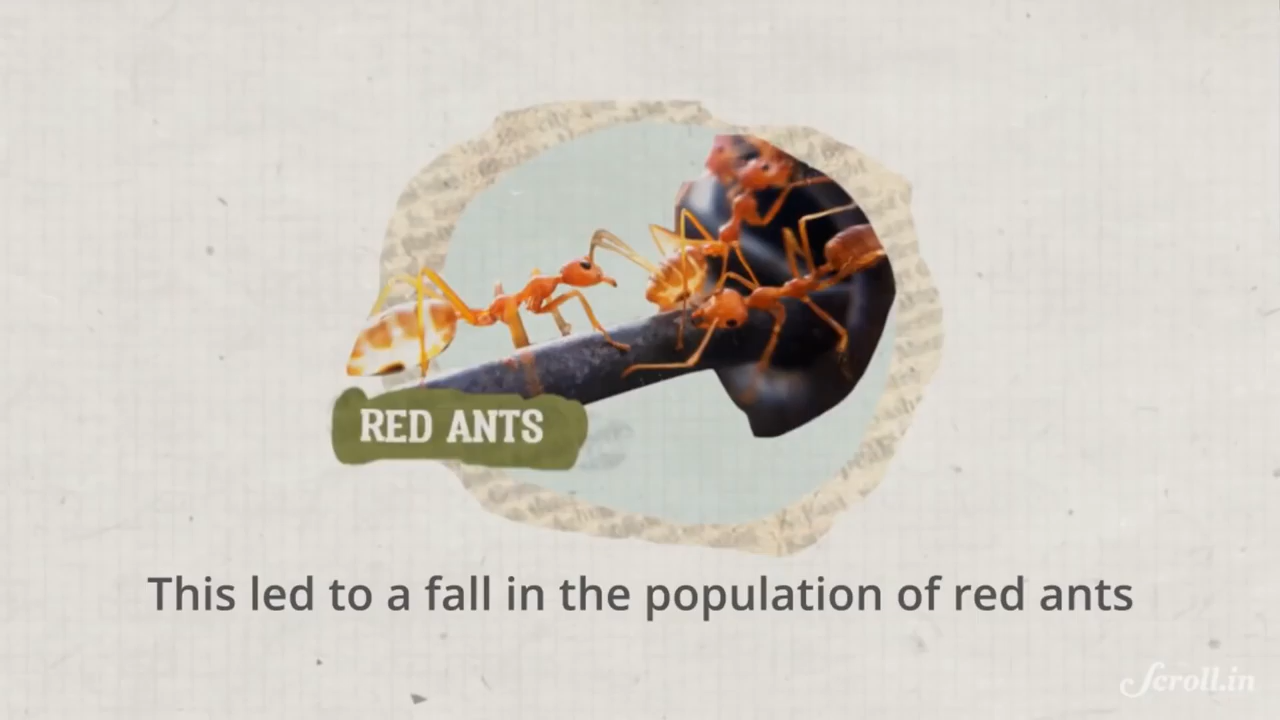 RED ANTS
This led to a fall in the population of red ants
Scroll.in